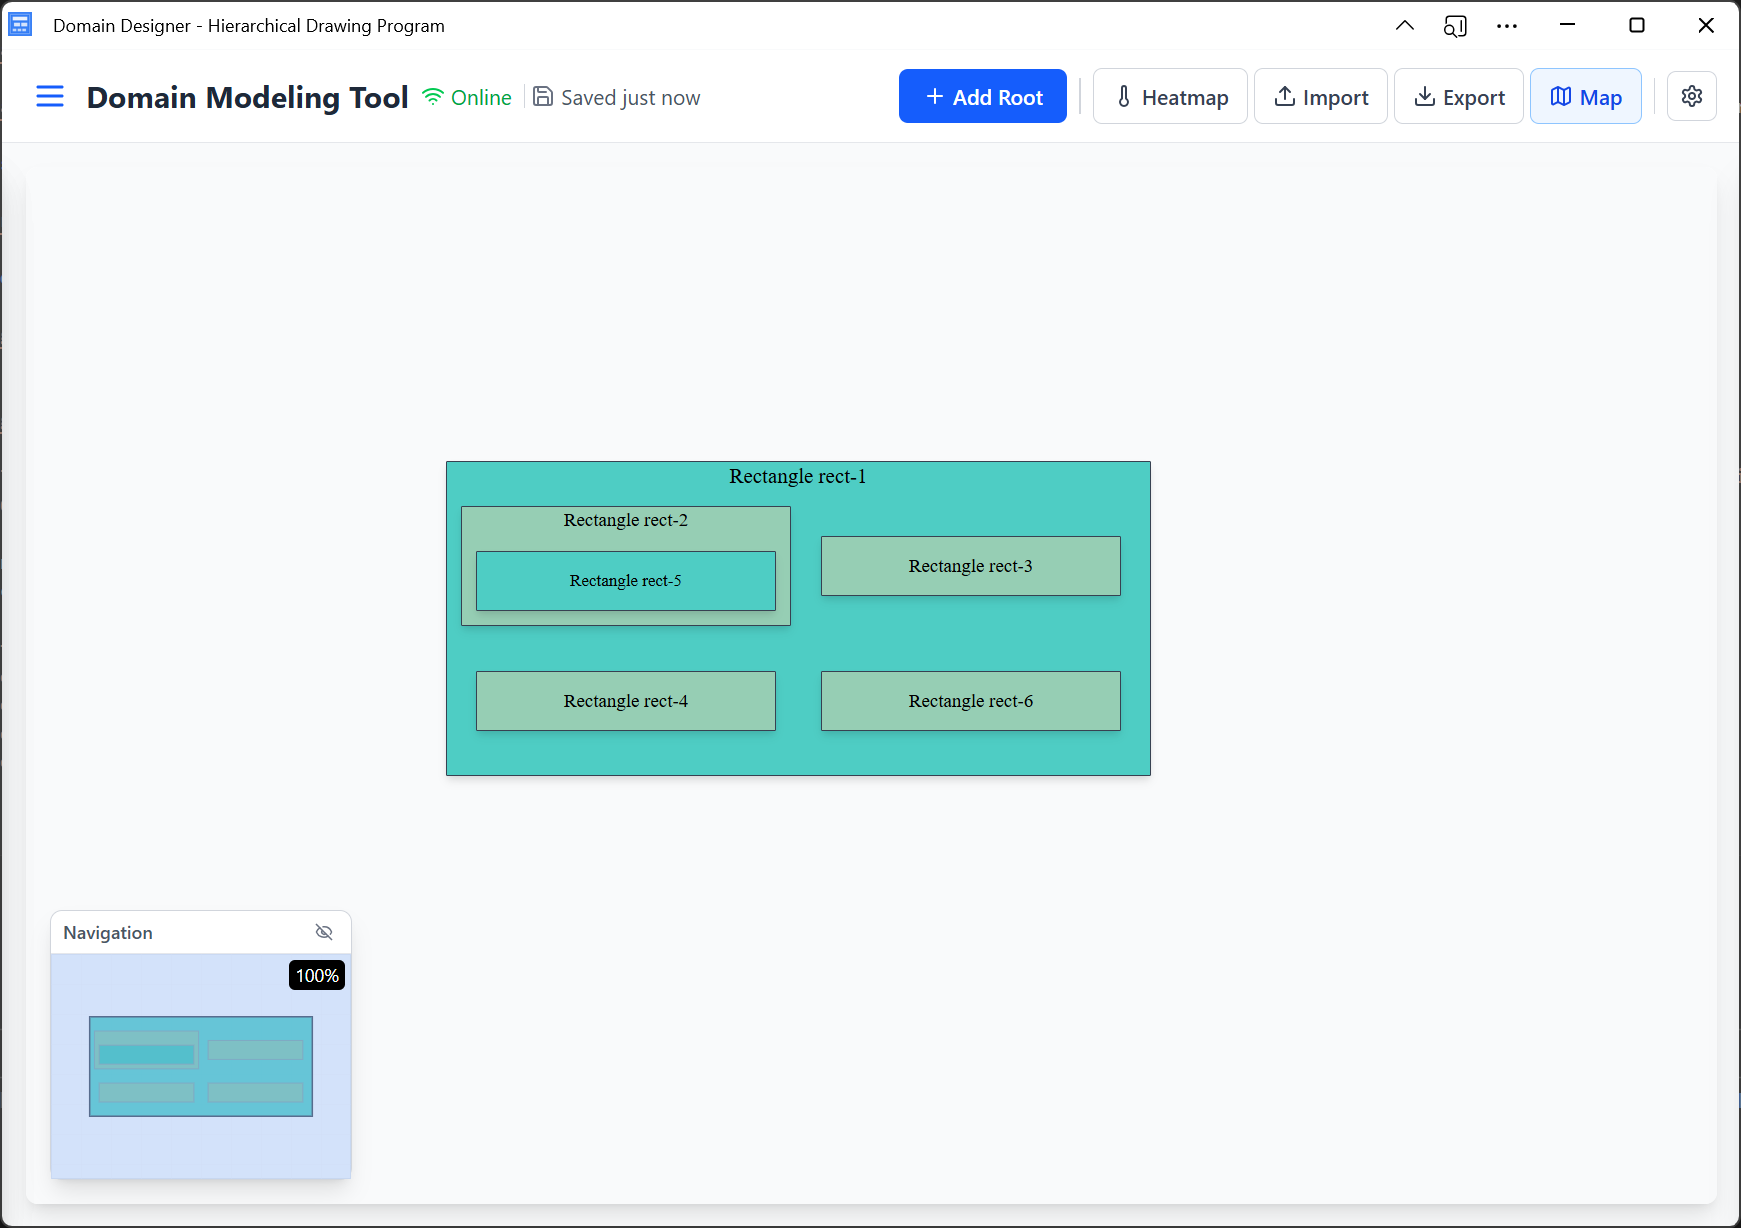 Domain Designer - Hierarchical Drawing Program
Domain Modeling Tool
Online
Saved just now
Add Root
Heatmap
Import
Export
Map
Rectangle rect-1
Rectangle rect-2
Rectangle rect-5
Rectangle rect-3
Rectangle rect-4
Rectangle rect-6
Navigation
100%